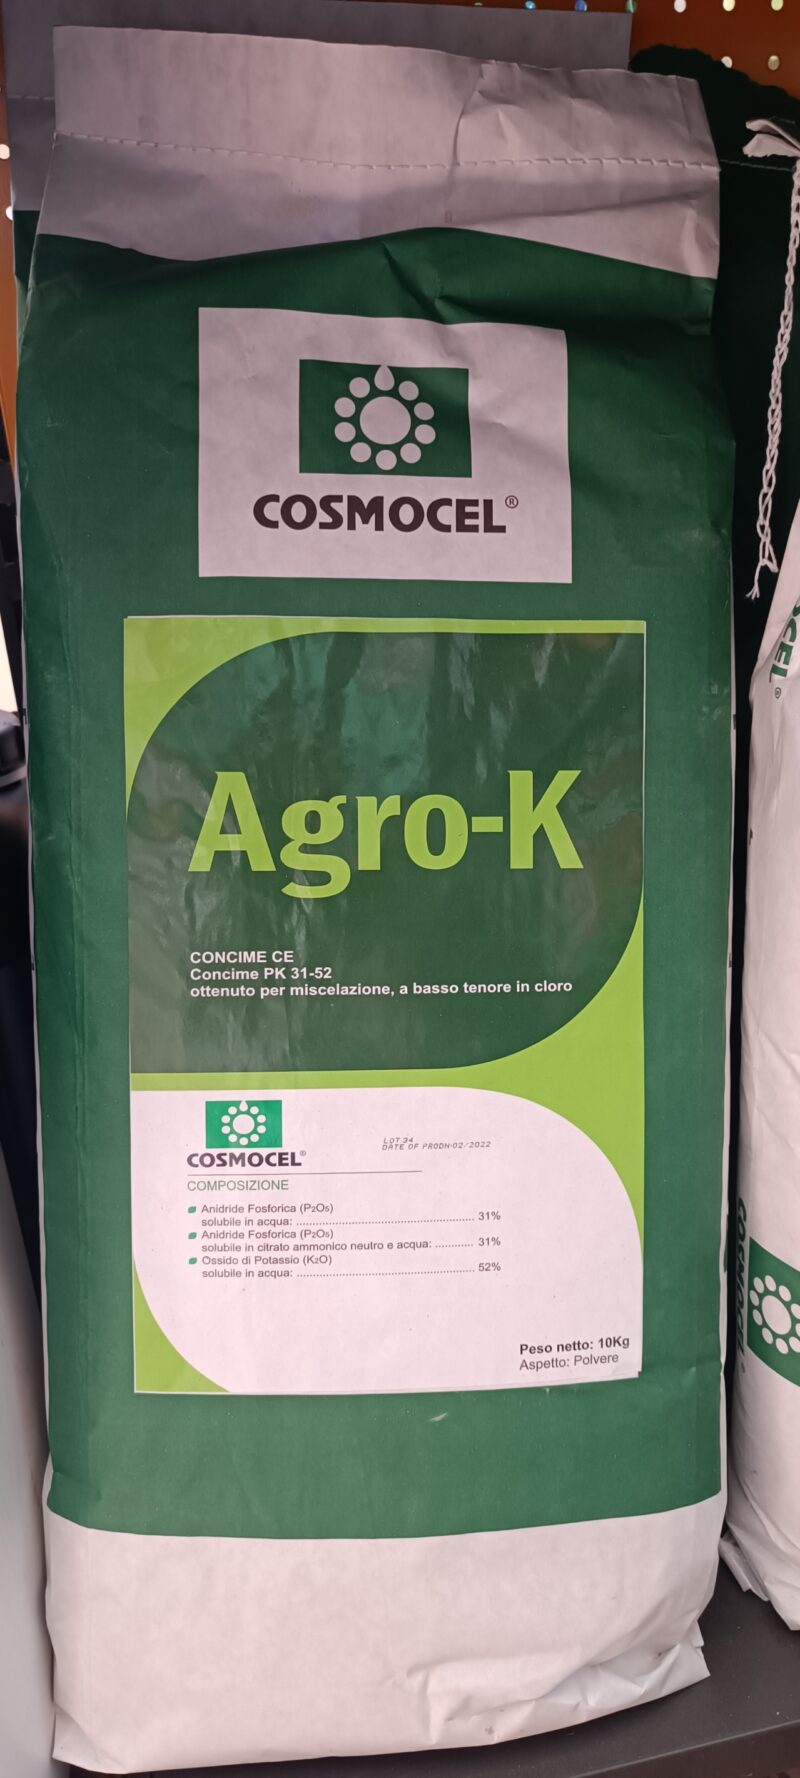 COSMOCEL®
Agro-K
CONCIME CE
Concime PK 31-52
ottenuto per miscelazione, a basso tenore in cloro
COSMOCEL®
LOT 34
DATE OF PRODN-02/2022
COMPOSIZIONE
Anidride Fosforica (P₂O₅)
solubile in acqua: ........................................................ 31%
Anidride Fosforica (P₂O₅)
solubile in citrato ammonico neutro e acqua: ............ 31%
Ossido di Potassio (K₂O)
solubile in acqua: ........................................................ 52%
Peso netto: 10Kg
Aspetto: Polvere
OCEL®
COSMOCEL®